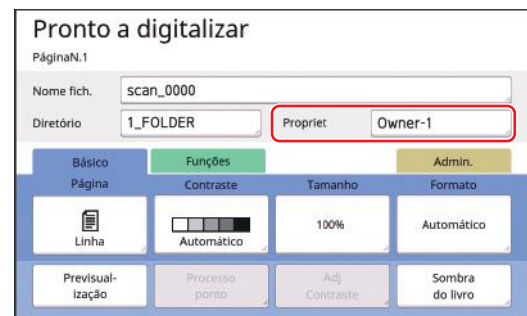 Pronto a digitalizar
PáginaN.1
Nome fich. scan_0000
Diretório 1_FOLDER Propriet Owner-1
Básico Funções Admin.
Página Contraste Tamanho Formato
Linha Automático 100% Automático
Previsual-
ização
Processo
ponto
Adj
Contraste
Sombra
do livro